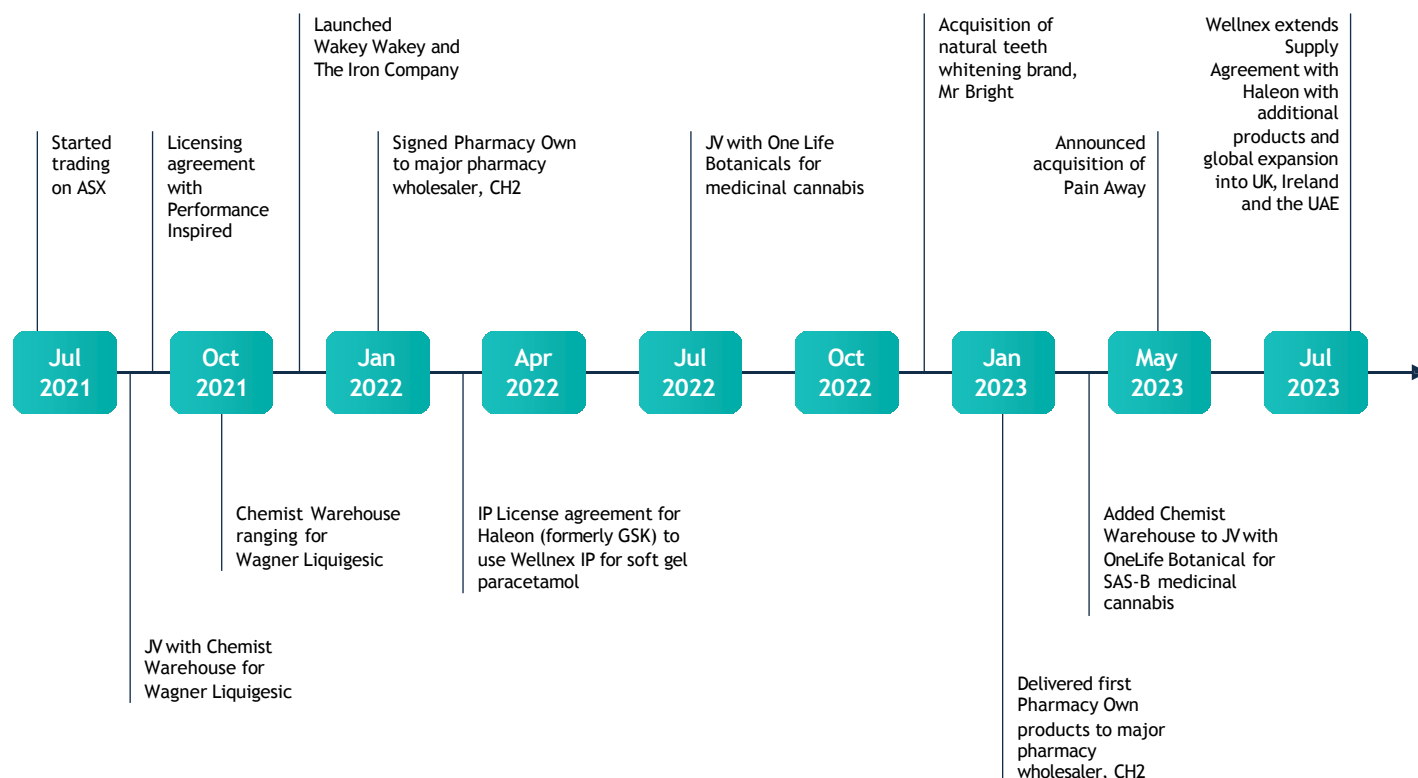 Launched
Wakey Wakey and
The Iron Company
Acquisition of
natural teeth
whitening brand,
Mr Bright
Wellnex extends
Supply
Agreement with
Haleon with
additional
products and
global expansion
into UK, Ireland
and the UAE
Started
trading
on ASX
Licensing
agreement
with
Performance
Inspired
Signed Pharmacy Own
to major pharmacy
wholesaler, CH2
JV with One Life
Botanicals for
medicinal cannabis
Announced
acquisition of
Pain Away
Jul
2021
Oct
2021
Jan
2022
Apr
2022
Jul
2022
Oct
2022
Jan
2023
May
2023
Jul
2023
Chemist Warehouse
ranging for
Wagner Liquigesic
IP License agreement for
Haleon (formerly GSK) to
use Wellnex IP for soft gel
paracetamol
Added Chemist
Warehouse to JV with
OneLife Botanical for
SAS-B medicinal
cannabis
JV with Chemist
Warehouse for
Wagner Liquigesic
Delivered first
Pharmacy Own
products to major
pharmacy
wholesaler, CH2